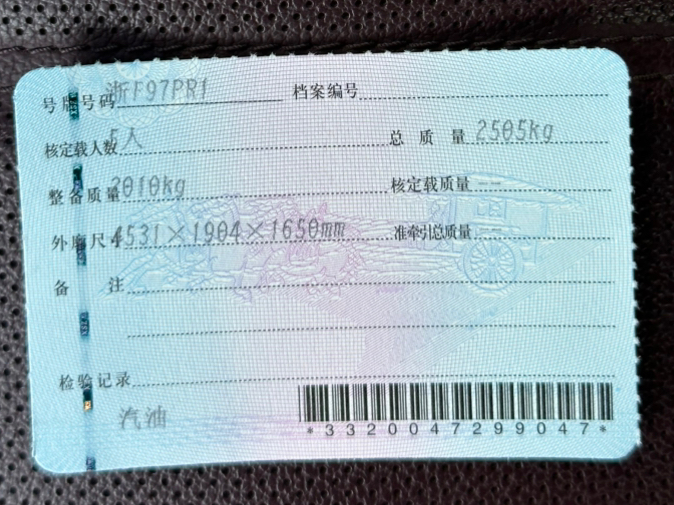 号牌号码 浙F97PR1 档案编号
核定载人数 5人 总质量 2505kg
整备质量 2010kg 核定载质量 --
外廓尺寸 4531×1904×1650mm 准牵引总质量 --
备注
检验记录
汽油
*3320047299047*